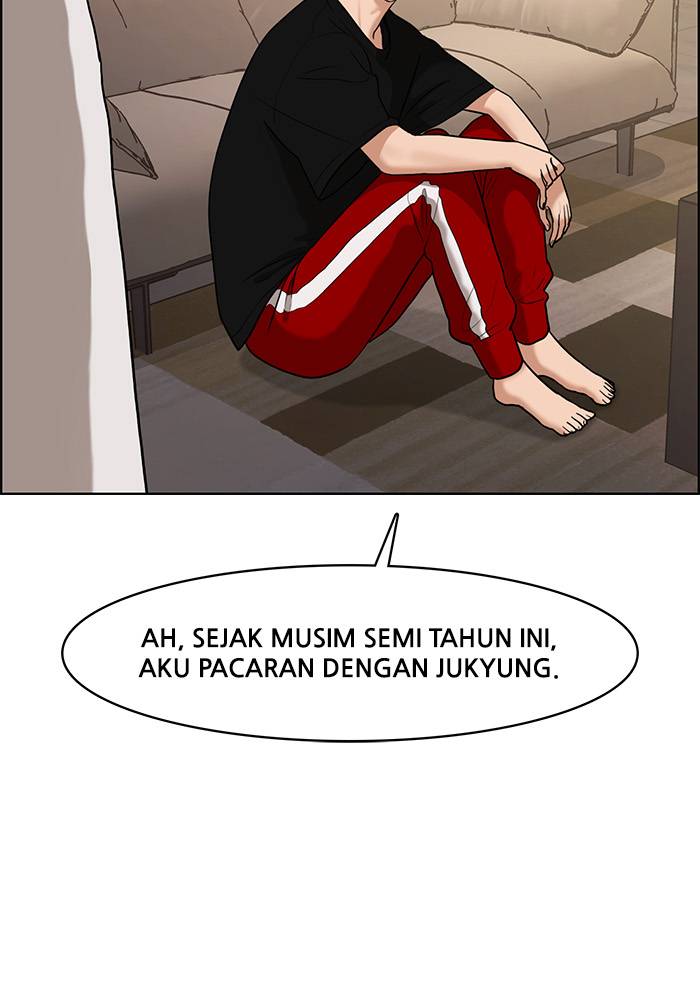 AH, SEJAK MUSIM SEMI TAHUN INI,
AKU PACARAN DENGAN JUKYUNG.